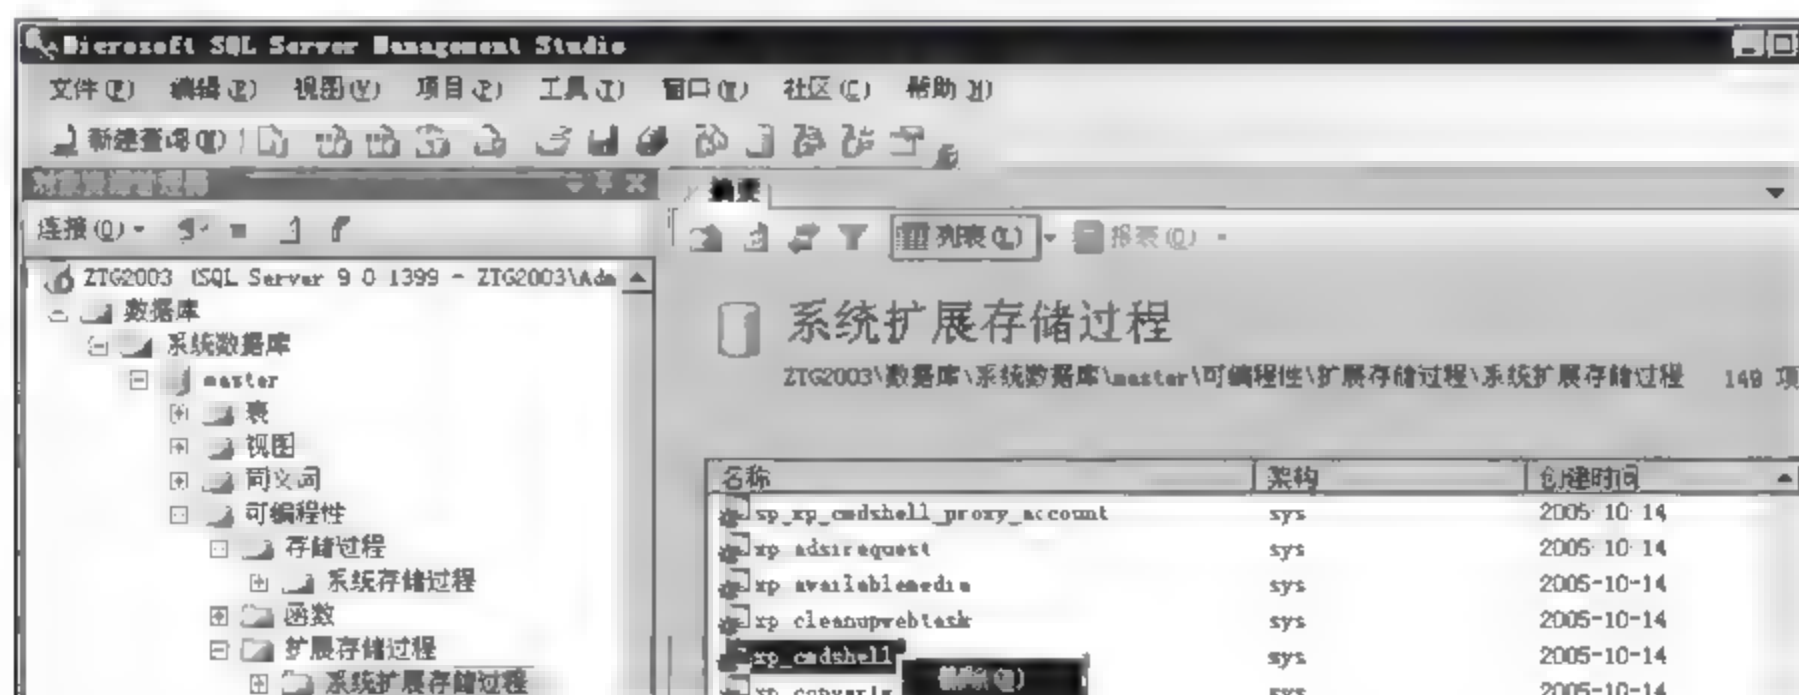 Microsoft SQL Server Management Studio
文件(F) 编辑(E) 视图(V) 项目(P) 工具(T) 窗口(W) 社区(C) 帮助(H)
新建查询(N)
对象资源管理器
摘要
连接(O)
列表(L) 报表(O)
ZTG2003 (SQL Server 9.0.1399 - ZTG2003\Adm
数据库
系统数据库
master
表
视图
同义词
可编程性
存储过程
系统存储过程
函数
扩展存储过程
系统扩展存储过程
系统扩展存储过程
ZTG2003\数据库\系统数据库\master\可编程性\扩展存储过程\系统扩展存储过程 149 项
名称 架构 创建时间
sp_xp_cmdshell_proxy_account sys 2005-10-14
xp_adsirequest sys 2005-10-14
xp_availablemedia sys 2005-10-14
xp_cleanupwebtask sys 2005-10-14
xp_cmdshell sys 2005-10-14
删除(D)
sys 2005-10-14